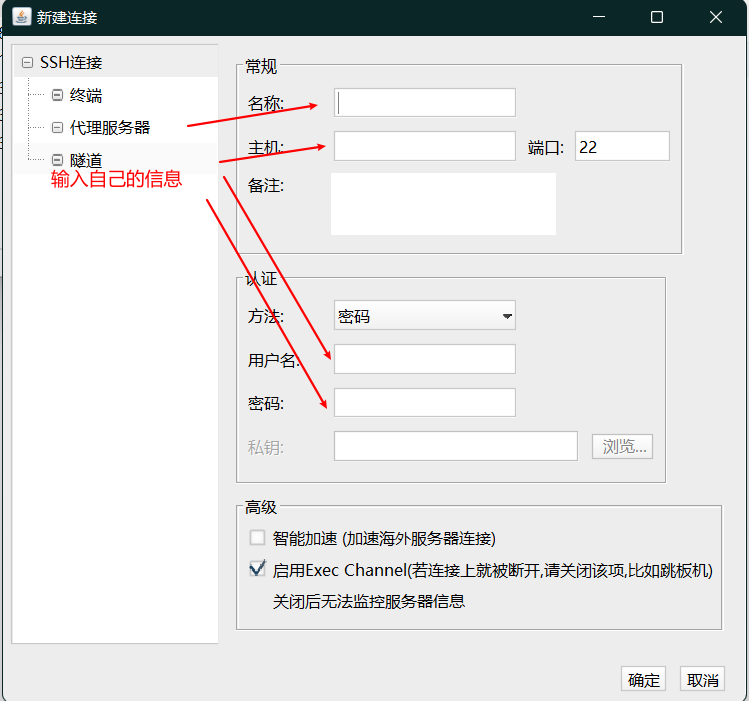 新建连接
SSH连接
终端
代理服务器
隧道
输入自己的信息
常规
名称:
主机:
端口:
22
备注:
认证
方法:
密码
用户名:
密码:
私钥:
浏览...
高级
智能加速 (加速海外服务器连接)
启用Exec Channel(若连接上就被断开,请关闭该项,比如跳板机)
关闭后无法监控服务器信息
确定
取消